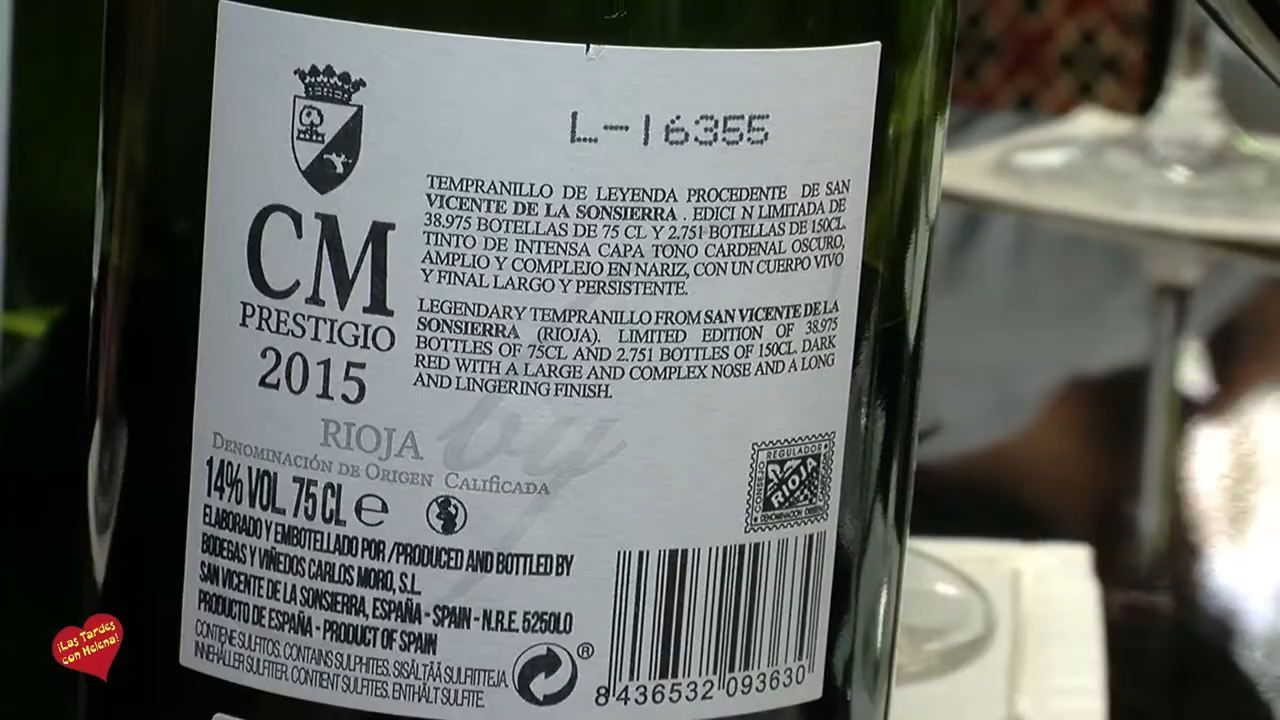 L-16355
TEMPRANILLO DE LEYENDA PROCEDENTE DE SAN
VICENTE DE LA SONSIERRA . EDICI N LIMITADA DE
38.975 BOTELLAS DE 75 CL Y 2.751 BOTELLAS DE 150CL.
TINTO DE INTENSA CAPA TONO CARDENAL OSCURO,
AMPLIO Y COMPLEJO EN NARIZ, CON UN CUERPO VIVO
Y FINAL LARGO Y PERSISTENTE.
LEGENDARY TEMPRANILLO FROM SAN VICENTE DE LA
SONSIERRA (RIOJA). LIMITED EDITION OF 38.975
BOTTLES OF 75CL AND 2.751 BOTTLES OF 150CL. DARK
RED WITH A LARGE AND COMPLEX NOSE AND A LONG
AND LINGERING FINISH.
CM
PRESTIGIO
2015
RIOJA
by
DENOMINACIÓN DE ORIGEN CALIFICADA
14% VOL. 75 CL e
ELABORADO Y EMBOTELLADO POR /PRODUCED AND BOTTLED BY
BODEGAS Y VIÑEDOS CARLOS MORO, S.L.
SAN VICENTE DE LA SONSIERRA, ESPAÑA - SPAIN - N.R.E. 5250LO
PRODUCTO DE ESPAÑA - PRODUCT OF SPAIN
CONTIENE SULFITOS. CONTAINS SULPHITES. SISÄLTÄÄ SULFIITTEJA
INNEHÅLLER SULFITER. CONTIENT SULFITES. ENTHÄLT SULFITE.
®
CONSEJO
REGULADOR
RIOJA
DENOMINACION ORIGEN
8 436532 093630
¡Las Tardes
con Helena!